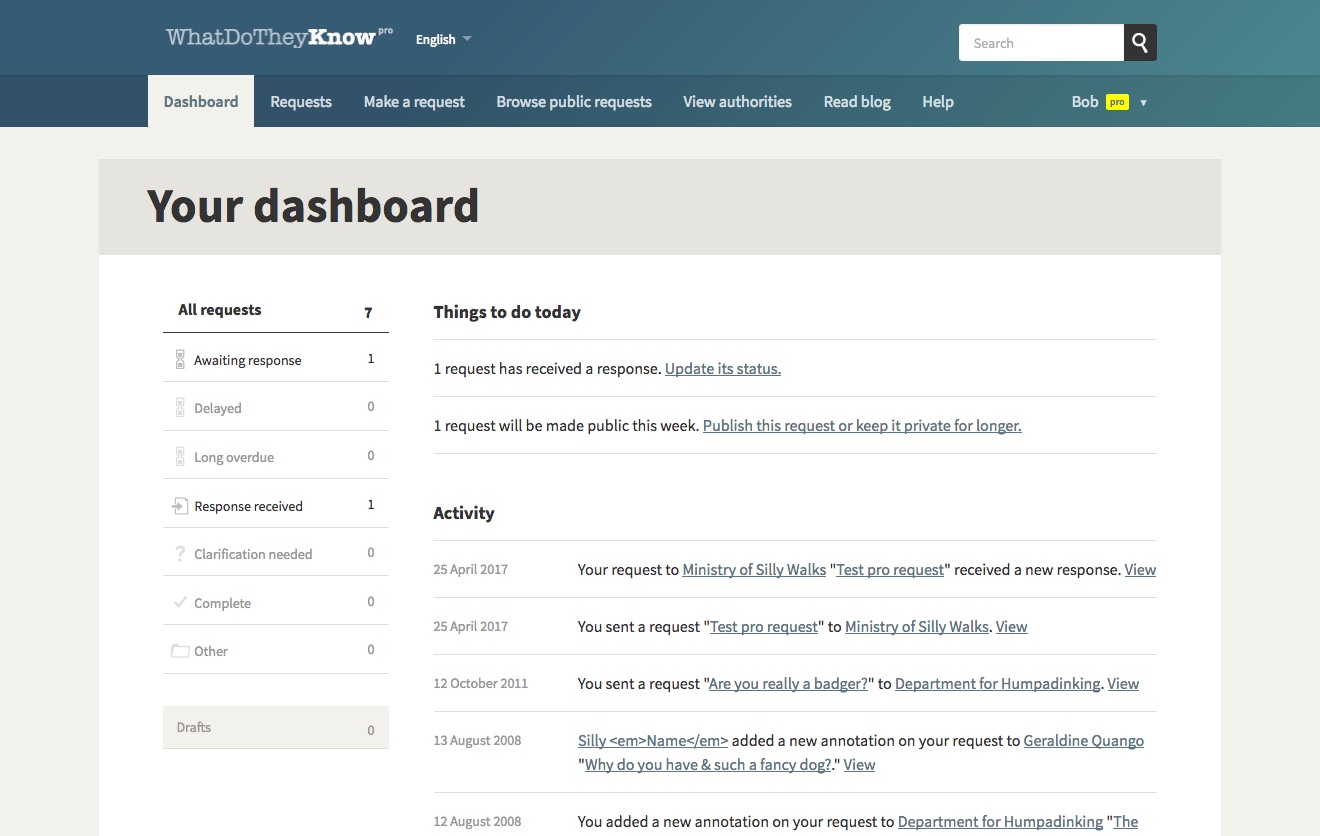 WhatDoTheyKnow pro
English
Search
Dashboard
Requests
Make a request
Browse public requests
View authorities
Read blog
Help
Bob pro ▼
Your dashboard
All requests 7
Awaiting response 1
Delayed 0
Long overdue 0
Response received 1
Clarification needed 0
Complete 0
Other 0
Drafts 0
Things to do today
1 request has received a response. Update its status.
1 request will be made public this week. Publish this request or keep it private for longer.
Activity
25 April 2017 Your request to Ministry of Silly Walks "Test pro request" received a new response. View
25 April 2017 You sent a request "Test pro request" to Ministry of Silly Walks. View
12 October 2011 You sent a request "Are you really a badger?" to Department for Humpadinking. View
13 August 2008 Silly <em>Name</em> added a new annotation on your request to Geraldine Quango
"Why do you have & such a fancy dog?." View
12 August 2008 You added a new annotation on your request to Department for Humpadinking "The